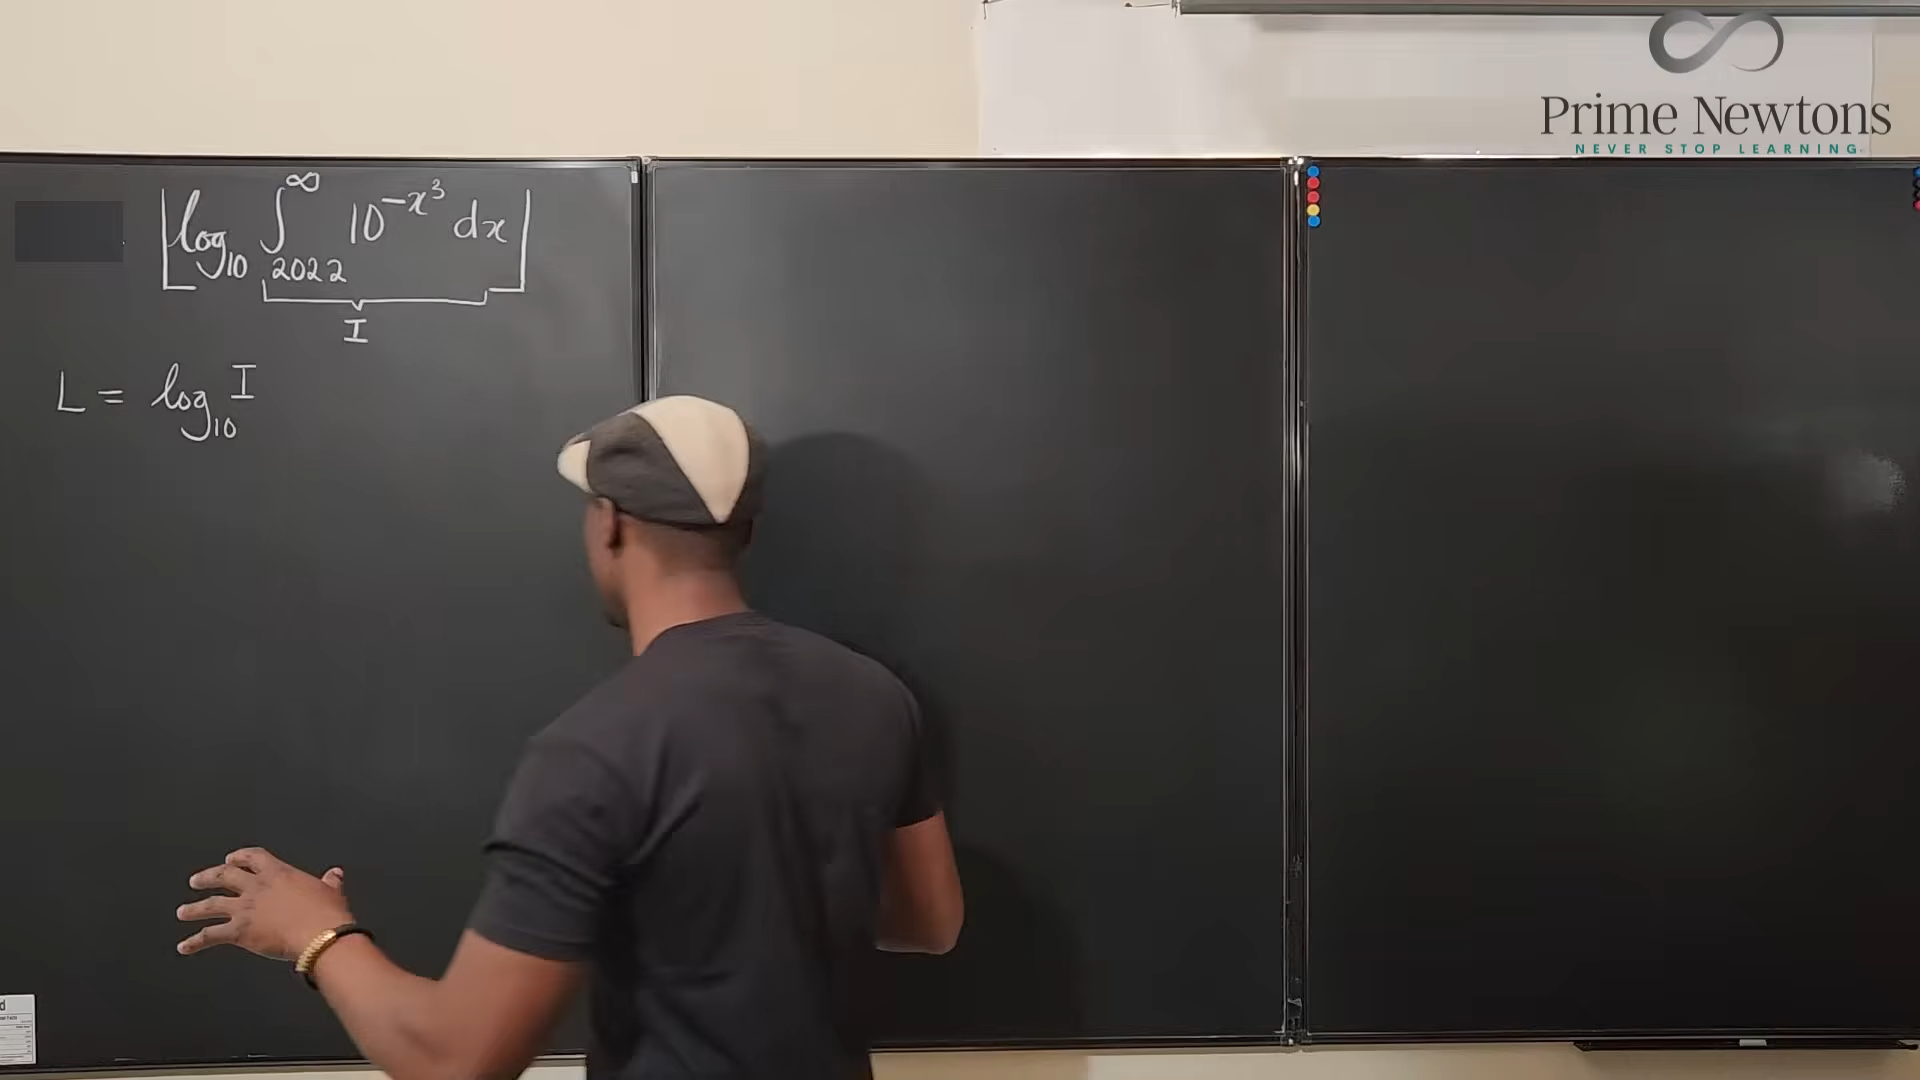 Prime Newtons
NEVER STOP LEARNING
⌊log₁₀ ∫₂₀₂₂^∞ 10^(-x³) dx⌋
I
L = log₁₀ I